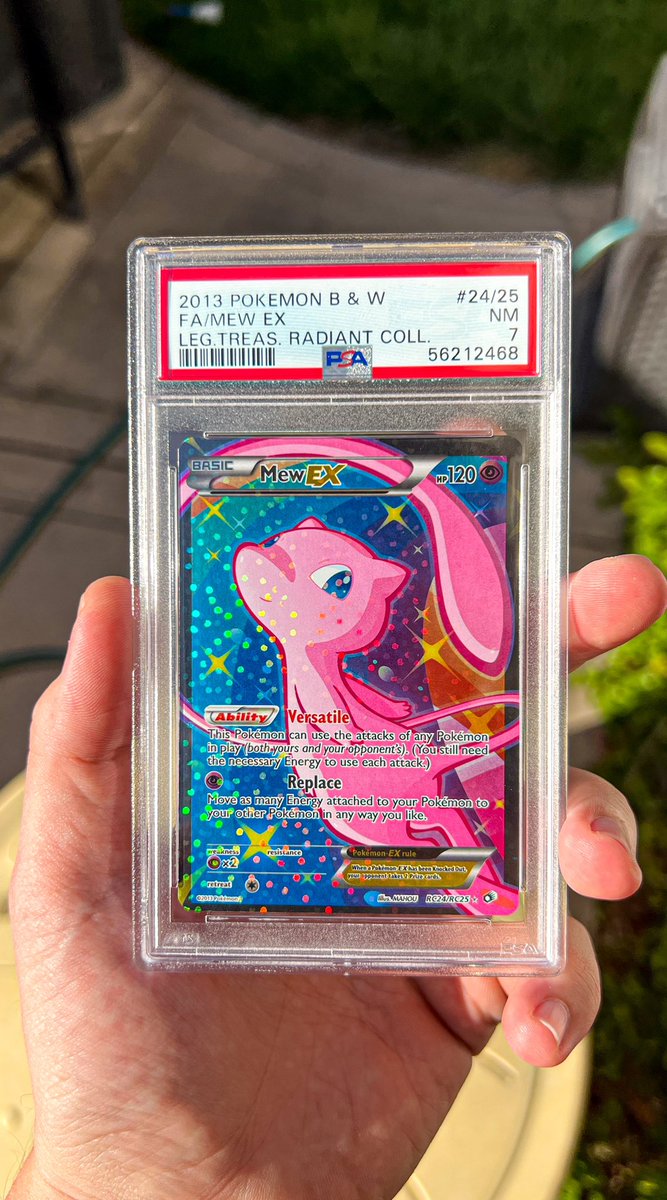 2013 POKEMON B & W #24/25
FA/MEW EX NM
LEG.TREAS. RADIANT COLL. 7
PSA 56212468
BASIC Mew EX HP 120
Ability Versatile
This Pokémon can use the attacks of any Pokémon
in play (both yours and your opponent's). (You still need
the necessary Energy to use each attack.)
Replace
Move as many Energy attached to your Pokémon to
your other Pokémon in any way you like.
weakness resistance
×2
Pokémon-EX rule
When a Pokémon-EX has been Knocked Out,
your opponent takes 2 Prize cards.
retreat
©2013 Pokémon illus. MAHOU RC24/RC25
PSA